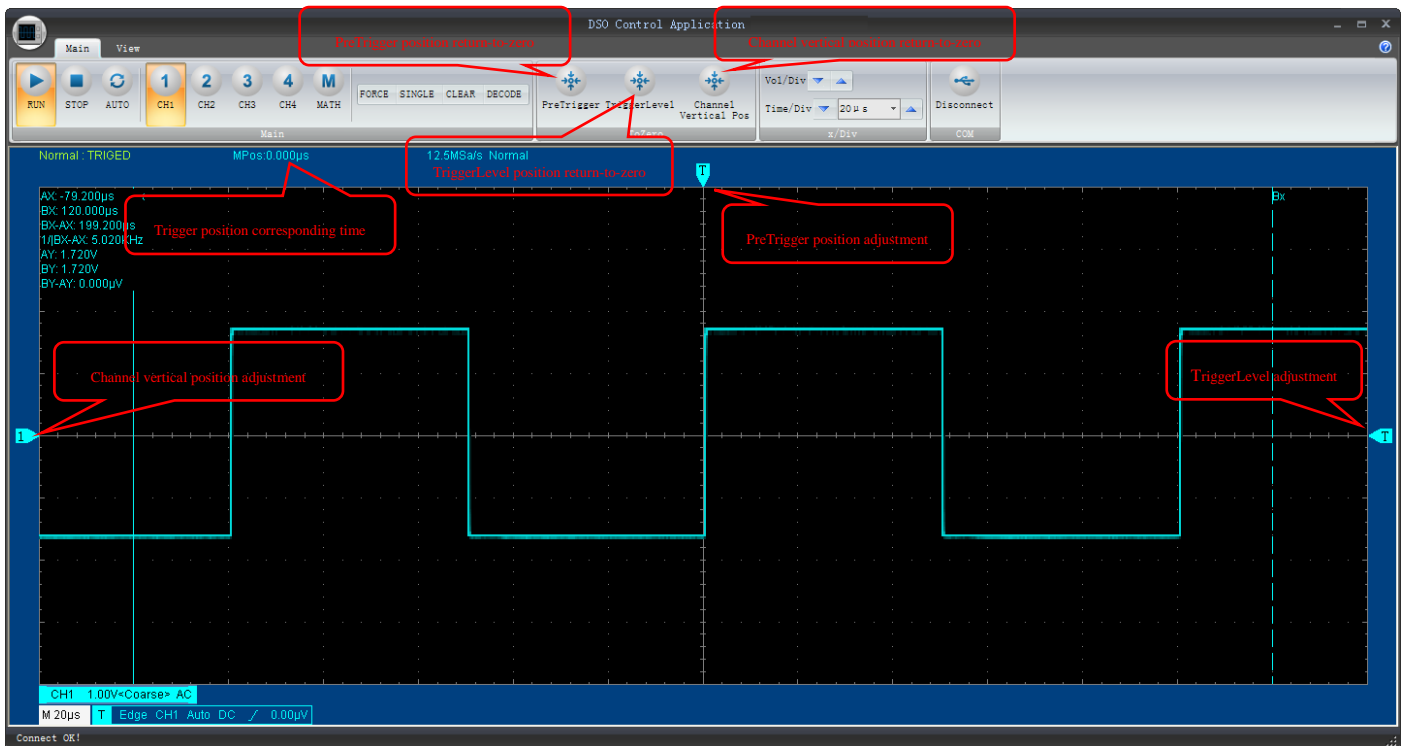 DSO Control Application
Main View
PreTrigger position return-to-zero
Channel vertical position return-to-zero
RUN STOP AUTO
1 2 3 4 M
CH1 CH2 CH3 CH4 MATH
FORCE SINGLE CLEAR DECODE
PreTrigger TriggerLevel Channel Vertical Pos
Vol/Div
Time/Div 20μs
Disconnect
Main ToZero x/Div COM
Normal : TRIGED MPos:0.000μs 12.5MSa/s Normal
TriggerLevel position return-to-zero
T
AX: -79.200μs
BX: 120.000μs
BX-AX: 199.200μs
1/|BX-AX: 5.020KHz
AY: 1.720V
BY: 1.720V
BY-AY: 0.000μV
Bx
Trigger position corresponding time
PreTrigger position adjustment
Channel vertical position adjustment
TriggerLevel adjustment
1
T
CH1 1.00V<Coarse> AC
M 20μs T Edge CH1 Auto DC 0.00μV
Connect OK!